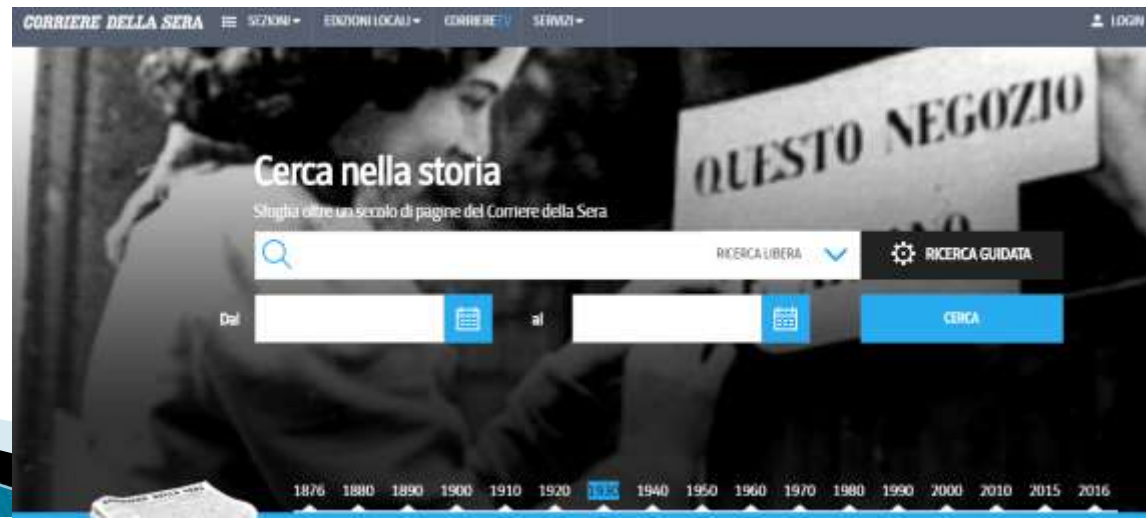 CORRIERE DELLA SERA SEZIONI EDIZIONI LOCALI CORRIERE TV SERVIZI LOGIN
QUESTO NEGOZIO
Cerca nella storia
Sfoglia oltre un secolo di pagine del Corriere della Sera
RICERCA LIBERA RICERCA GUIDATA
Dal al CERCA
1876 1880 1890 1900 1910 1920 1930 1940 1950 1960 1970 1980 1990 2000 2010 2015 2016